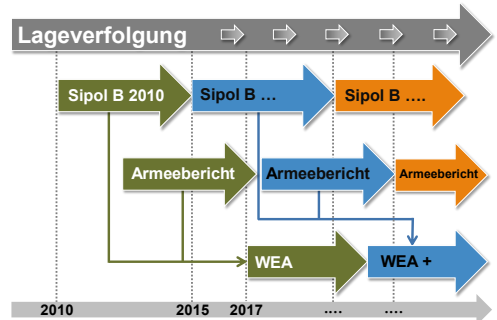 Lageverfolgung
Sipol B 2010
Sipol B ...
Sipol B ....
Armeebericht
Armeebericht
Armeebericht
WEA
WEA +
2010
2015
2017
....
....